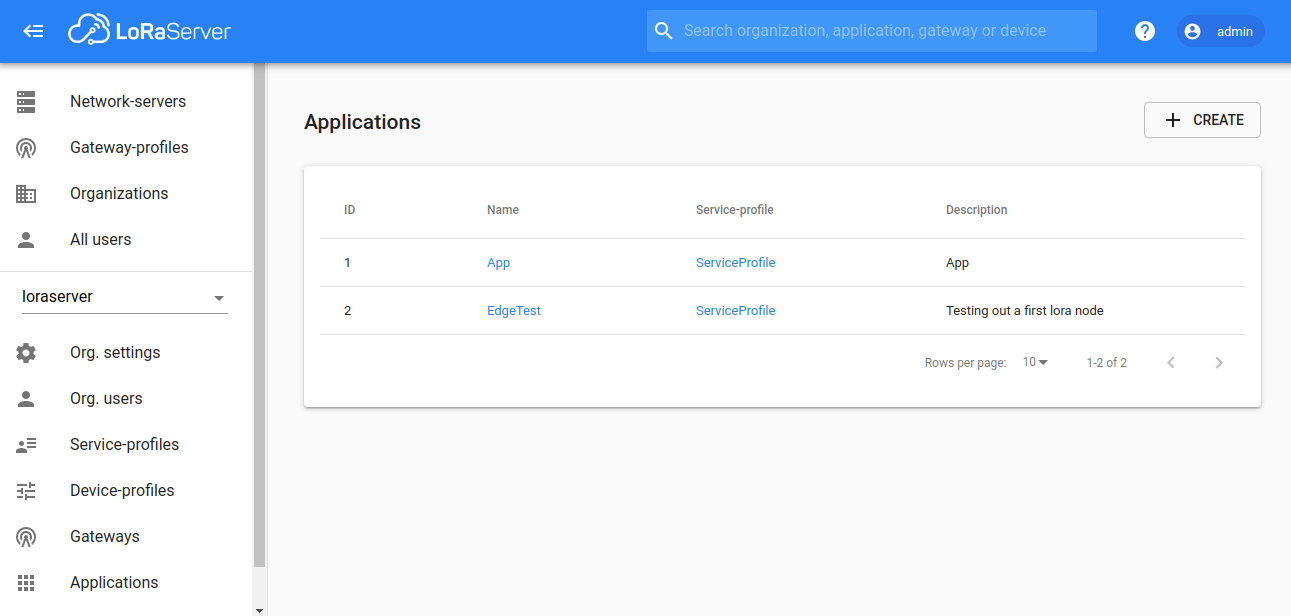 LoRaServer
Search organization, application, gateway or device
? admin
Network-servers
Gateway-profiles
Organizations
All users
loraserver
Org. settings
Org. users
Service-profiles
Device-profiles
Gateways
Applications
Applications
+ CREATE
ID Name Service-profile Description
1 App ServiceProfile App
2 EdgeTest ServiceProfile Testing out a first lora node
Rows per page: 10 1-2 of 2